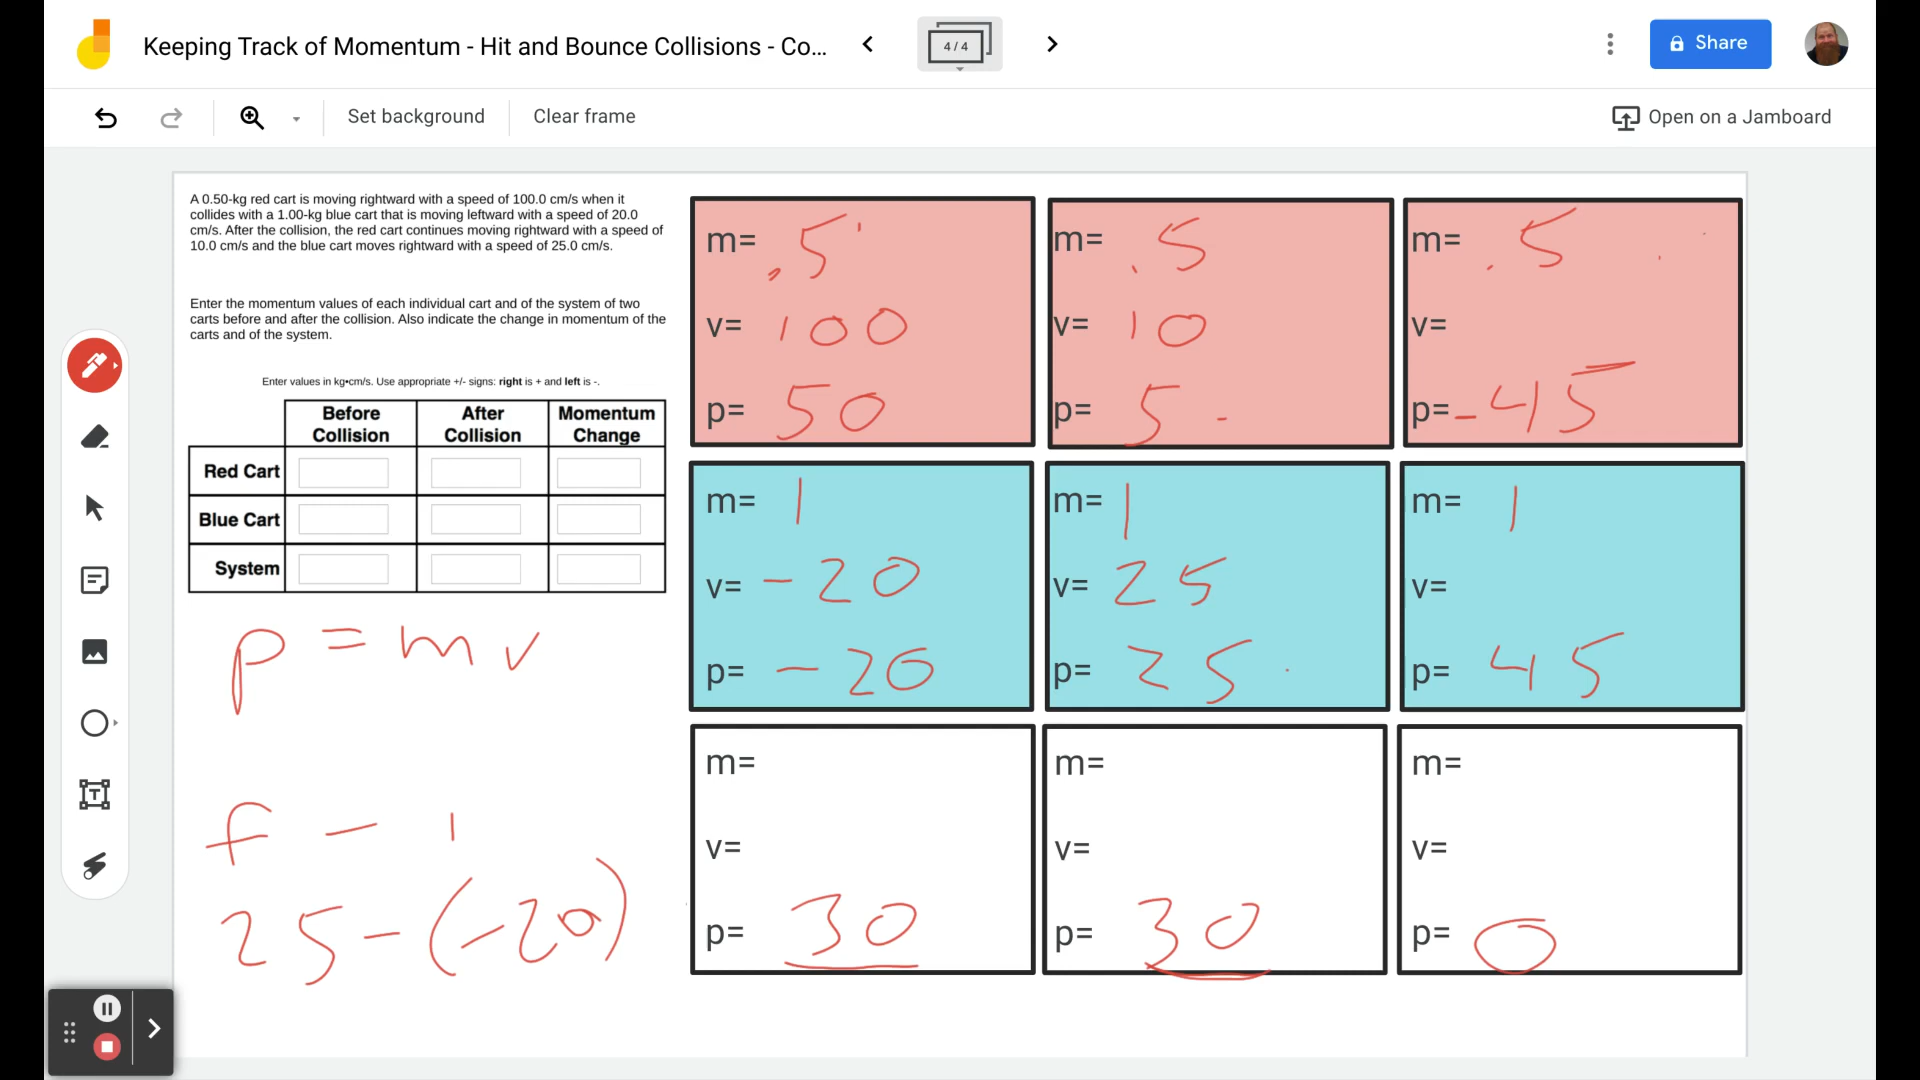 Keeping Track of Momentum - Hit and Bounce Collisions - Co...
4 / 4
Share
Set background
Clear frame
Open on a Jamboard
A 0.50-kg red cart is moving rightward with a speed of 100.0 cm/s when it
collides with a 1.00-kg blue cart that is moving leftward with a speed of 20.0
cm/s. After the collision, the red cart continues moving rightward with a speed of
10.0 cm/s and the blue cart moves rightward with a speed of 25.0 cm/s.
Enter the momentum values of each individual cart and of the system of two
carts before and after the collision. Also indicate the change in momentum of the
carts and of the system.
Enter values in kg•cm/s. Use appropriate +/- signs: right is + and left is -.
Before Collision
After Collision
Momentum Change
Red Cart
Blue Cart
System
p = mv
f - i
25 - (-20)
m= .5
v= 100
p= 50
m= .5
v= 10
p= 5
m= .5
v=
p= -45
m= 1
v= -20
p= -20
m= 1
v= 25
p= 25
m= 1
v=
p= 45
m=
v=
p= 30
m=
v=
p= 30
m=
v=
p= 0